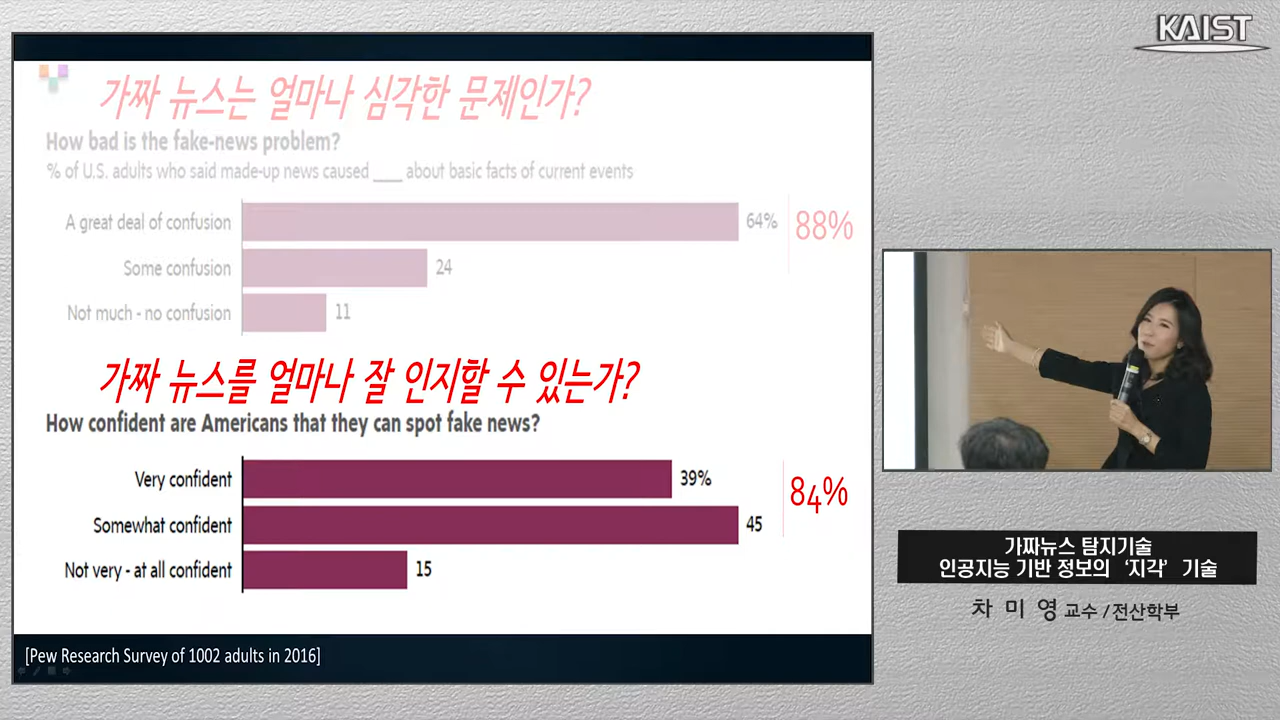 KAIST
가짜 뉴스는 얼마나 심각한 문제인가?
How bad is the fake-news problem?
% of U.S. adults who said made-up news caused ____ about basic facts of current events
A great deal of confusion 64%
88%
Some confusion 24
Not much - no confusion 11
가짜 뉴스를 얼마나 잘 인지할 수 있는가?
How confident are Americans that they can spot fake news?
Very confident 39%
84%
Somewhat confident 45
Not very - at all confident 15
[Pew Research Survey of 1002 adults in 2016]
가짜뉴스 탐지기술
인공지능 기반 정보의 ‘지각’ 기술
차 미 영 교수 / 전산학부